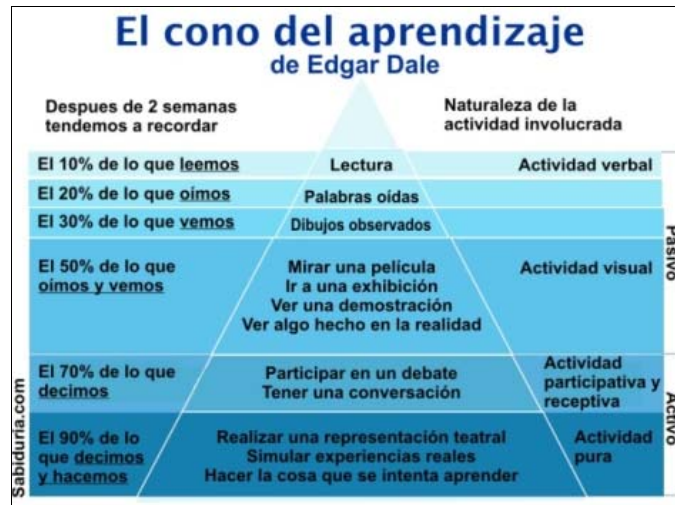 El cono del aprendizaje
de Edgar Dale
Despues de 2 semanas
tendemos a recordar
Naturaleza de la
actividad involucrada
El 10% de lo que leemos
Lectura
Actividad verbal
El 20% de lo que oímos
Palabras oídas
El 30% de lo que vemos
Dibujos observados
El 50% de lo que
oímos y vemos
Mirar una película
Ir a una exhibición
Ver una demostración
Ver algo hecho en la realidad
Actividad visual
Pasivo
El 70% de lo que
decimos
Participar en un debate
Tener una conversación
Actividad
participativa y
receptiva
El 90% de lo
que decimos
y hacemos
Realizar una representación teatral
Simular experiencias reales
Hacer la cosa que se intenta aprender
Actividad
pura
Activo
Sabiduria.com